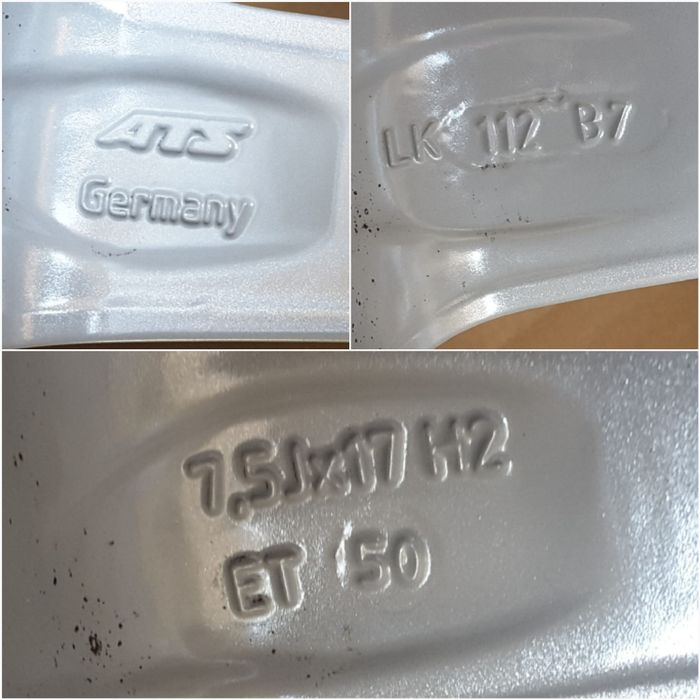 ATS
Germany
LK 112 B7
7,5Jx17 H2
ET 50